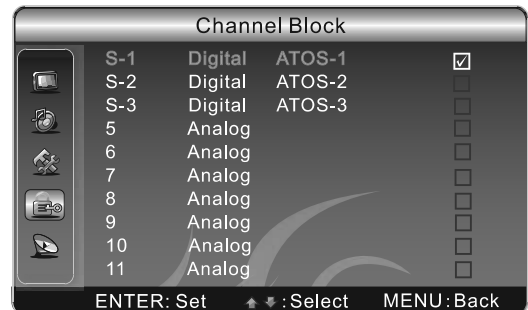 Channel Block
S-1 Digital ATOS-1
S-2 Digital ATOS-2
S-3 Digital ATOS-3
5 Analog
6 Analog
7 Analog
8 Analog
9 Analog
10 Analog
11 Analog
ENTER: Set :Select MENU:Back